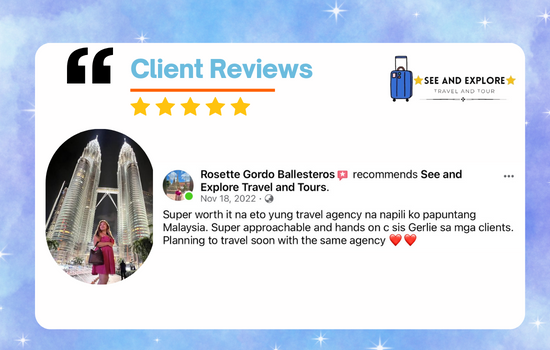 Client Reviews
SEE AND EXPLORE
TRAVEL AND TOUR
Rosette Gordo Ballesteros recommends See and
Explore Travel and Tours.
Nov 18, 2022 ·
Super worth it na eto yung travel agency na napili ko papuntang
Malaysia. Super approachable and hands on c sis Gerlie sa mga clients.
Planning to travel soon with the same agency ❤️❤️